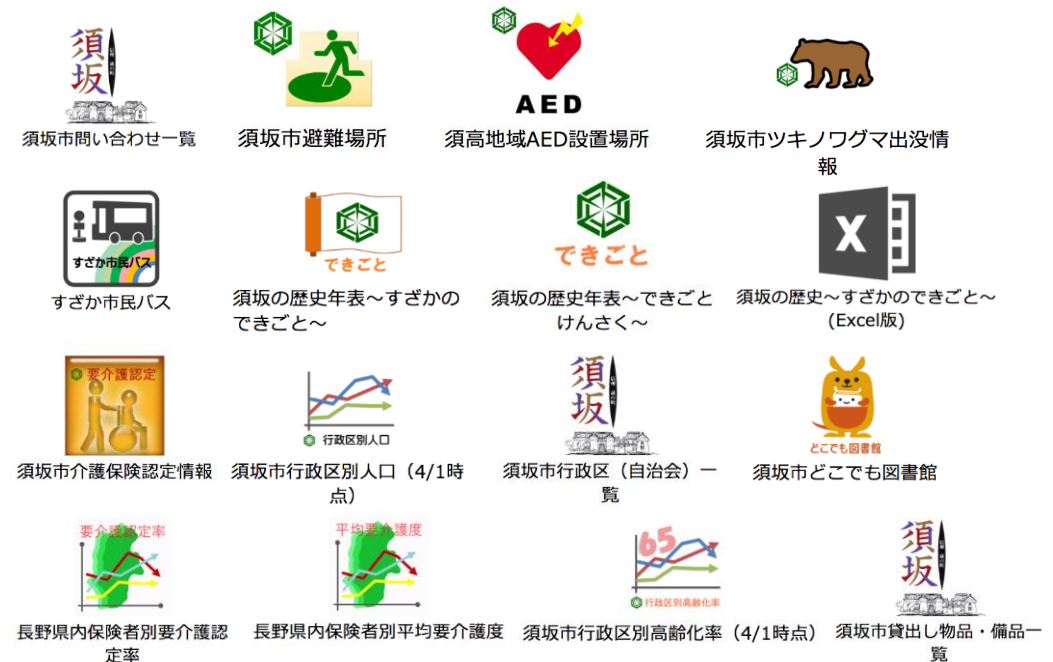 須坂
須坂市問い合わせ一覧
須坂市避難場所
AED
須高地域AED設置場所
須坂市ツキノワグマ出没情
報
すざか市民バス
すざか市民バス
できごと
須坂の歴史年表～すざかの
できごと～
できごと
須坂の歴史年表～できごと
けんさく～
X
須坂の歴史～すざかのできごと～
(Excel版)
要介護認定
須坂市介護保険認定情報
行政区別人口
須坂市行政区別人口（4/1時
点）
須坂
須坂市行政区（自治会）一
覧
どこでも図書館
須坂市どこでも図書館
要介護認定率
長野県内保険者別要介護認
定率
平均要介護度
長野県内保険者別平均要介護度
65
行政区別高齢化率
須坂市行政区別高齢化率（4/1時点）
須坂
須坂市貸出し物品・備品一
覧